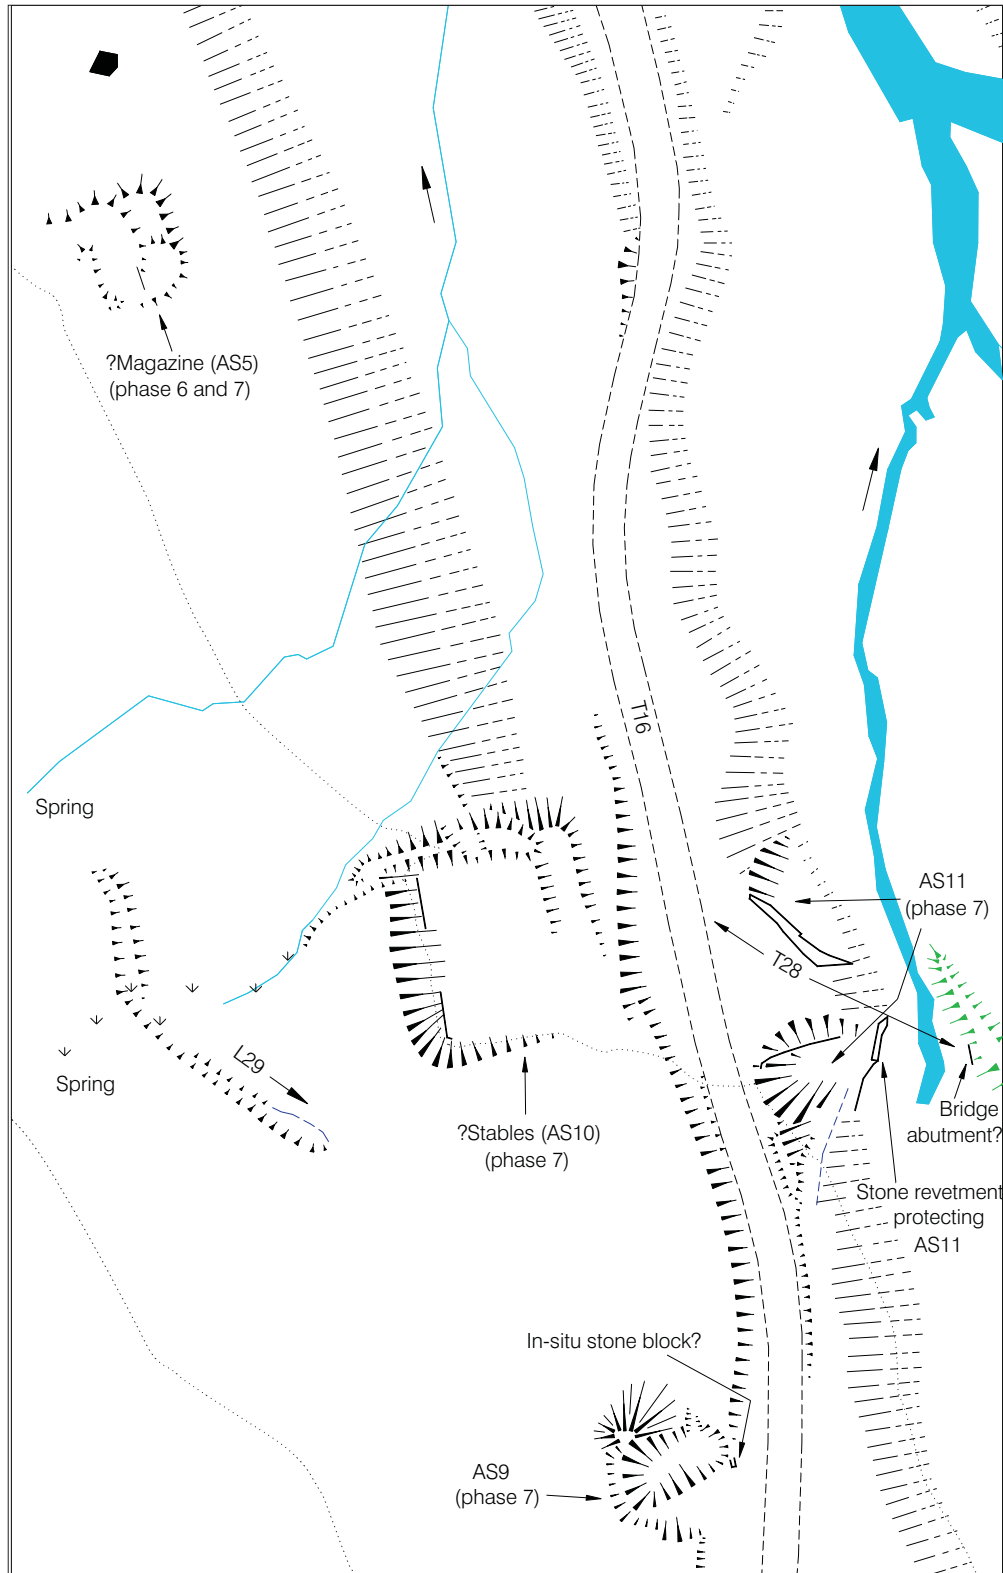 ?Magazine (AS5)
(phase 6 and 7)
T16
Spring
AS11
(phase 7)
T28
L29
Spring
Bridge
abutment?
?Stables (AS10)
(phase 7)
Stone revetment
protecting
AS11
In-situ stone block?
AS9
(phase 7)